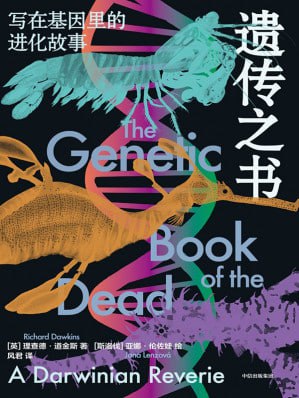 写在基因里的
进化故事
遗传之书
The
Genetic
Book
of the
Dead
Richard Dawkins
[英] 理查德·道金斯 著 [斯洛伐] 亚娜·伦佐娃 绘
Jana Lenzová
风君 译
A Darwinian Reverie
中信出版集团